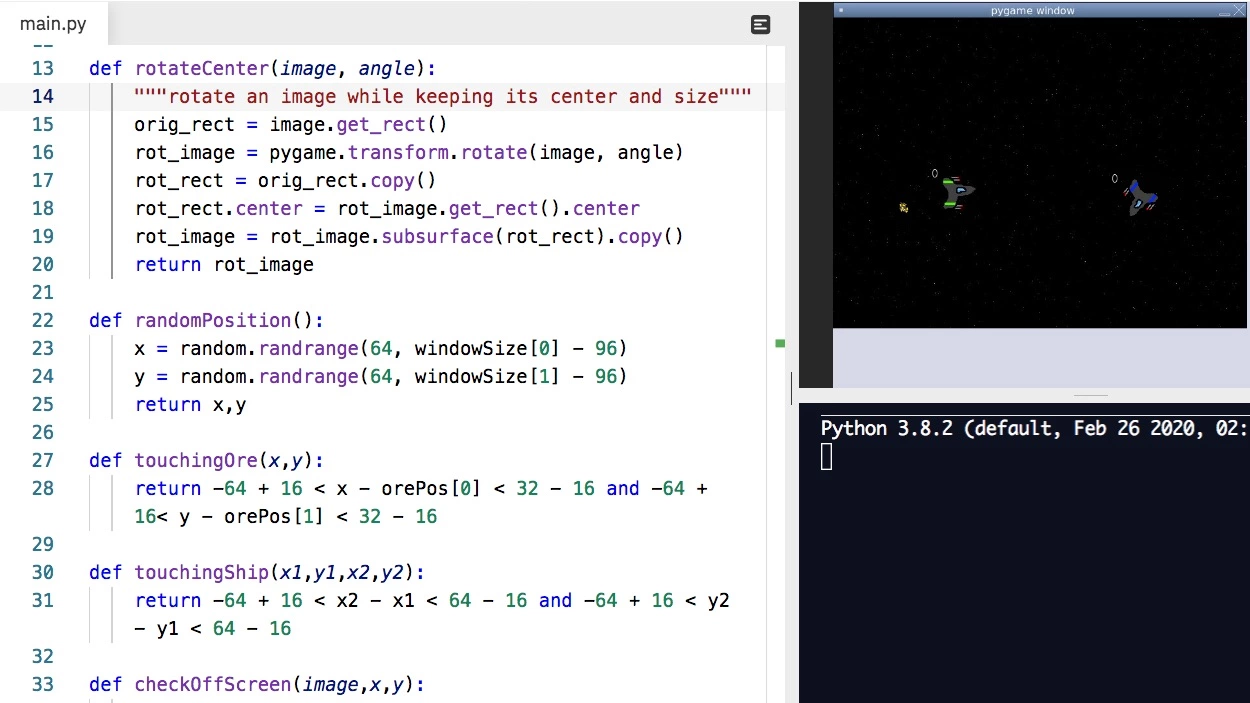 main.py
pygame window
13 def rotateCenter(image, angle):
14 """rotate an image while keeping its center and size"""
15 orig_rect = image.get_rect()
16 rot_image = pygame.transform.rotate(image, angle)
17 rot_rect = orig_rect.copy()
18 rot_rect.center = rot_image.get_rect().center
19 rot_image = rot_image.subsurface(rot_rect).copy()
20 return rot_image
21
22 def randomPosition():
23 x = random.randrange(64, windowSize[0] - 96)
24 y = random.randrange(64, windowSize[1] - 96)
25 return x,y
26
27 def touchingOre(x,y):
28 return -64 + 16 < x - orePos[0] < 32 - 16 and -64 +
16< y - orePos[1] < 32 - 16
29
30 def touchingShip(x1,y1,x2,y2):
31 return -64 + 16 < x2 - x1 < 64 - 16 and -64 + 16 < y2
- y1 < 64 - 16
32
33 def checkOffScreen(image,x,y):
0
0
Python 3.8.2 (default, Feb 26 2020, 02: